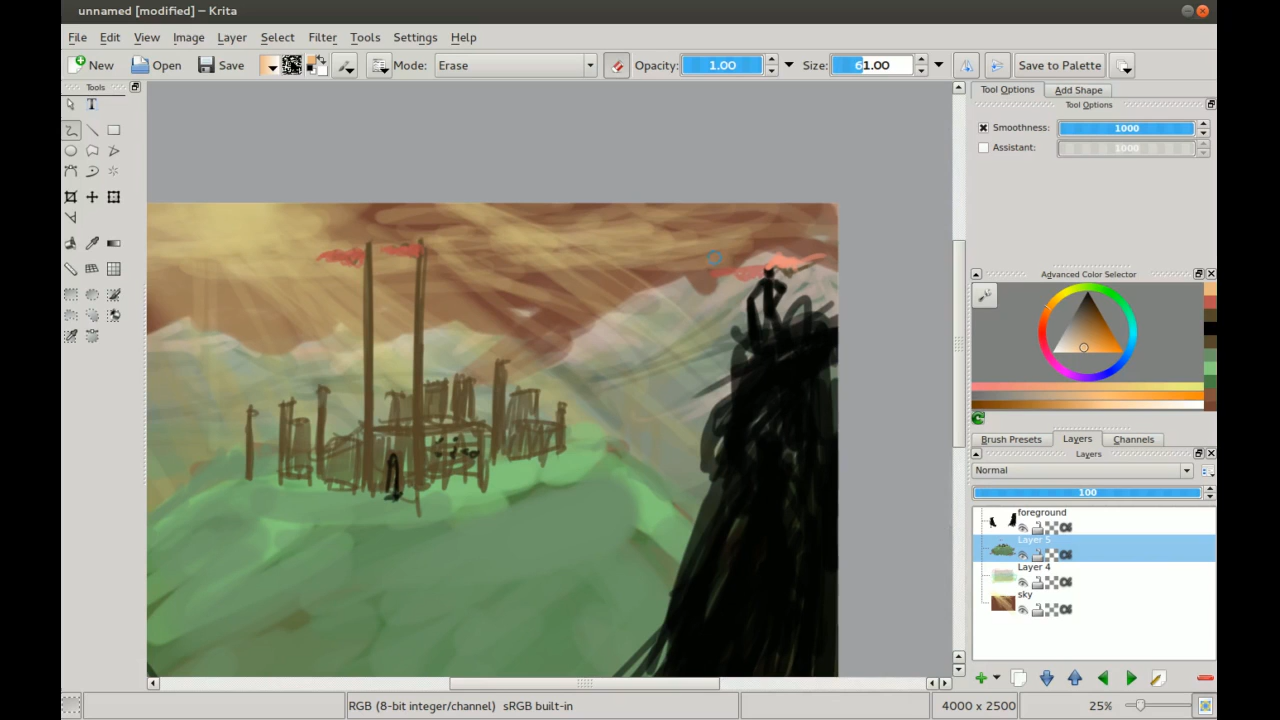 unnamed [modified] – Krita
File Edit View Image Layer Select Filter Tools Settings Help
New Open Save Mode: Erase Opacity: 1.00 Size: 61.00 Save to Palette
Tools
T
Tool Options Add Shape
Tool Options
Smoothness: 1000
Assistant: 1000
Advanced Color Selector
Brush Presets Layers Channels
Layers
Normal
100
foreground
Layer 5
Layer 4
sky
RGB (8-bit integer/channel) sRGB built-in 4000 x 2500 25%